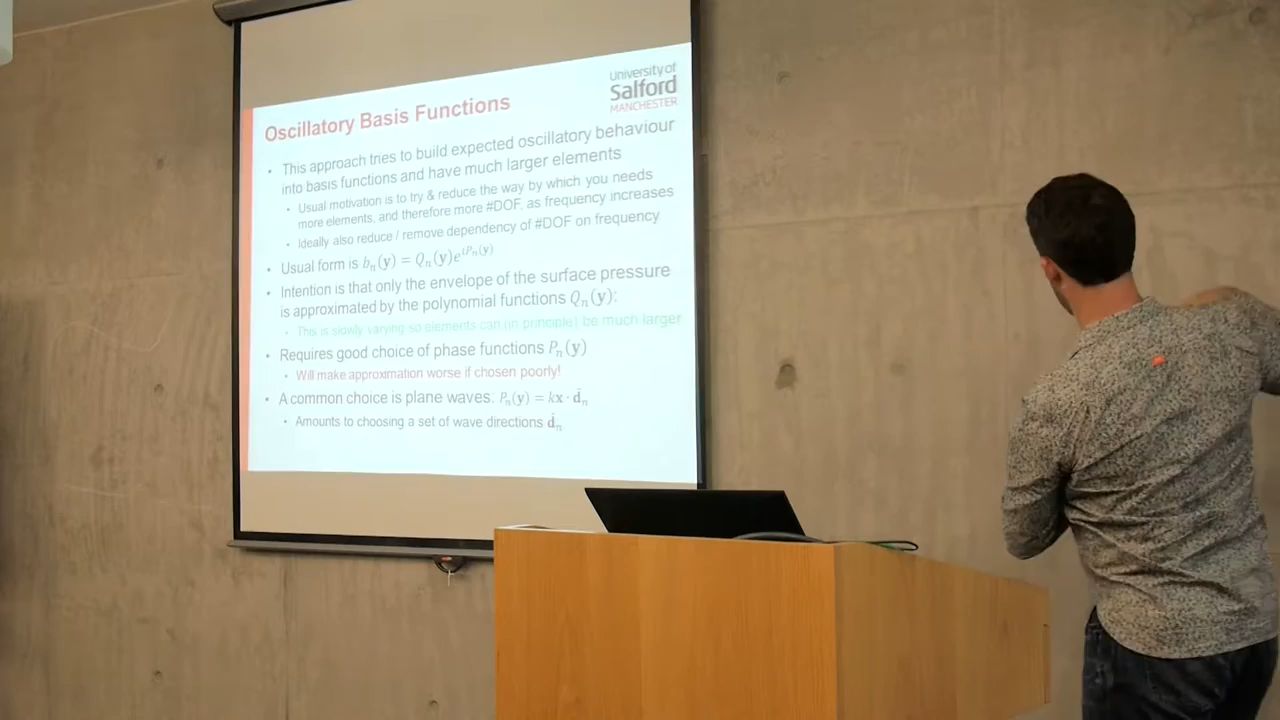 University of
Salford
MANCHESTER
Oscillatory Basis Functions
• This approach tries to build expected oscillatory behaviour
into basis functions and have much larger elements
• Usual motivation is to try & reduce the way by which you needs
more elements, and therefore more #DOF, as frequency increases
• Ideally also reduce / remove dependency of #DOF on frequency
• Usual form is bₙ(y) = Qₙ(y)e^{iPₙ(y)}
• Intention is that only the envelope of the surface pressure
is approximated by the polynomial functions Qₙ(y):
• This is slowly varying so elements can (in principle) be much larger
• Requires good choice of phase functions Pₙ(y)
• Will make approximation worse if chosen poorly!
• A common choice is plane waves. Pₙ(y) = kx · d̂ₙ
• Amounts to choosing a set of wave directions d̂ₙ